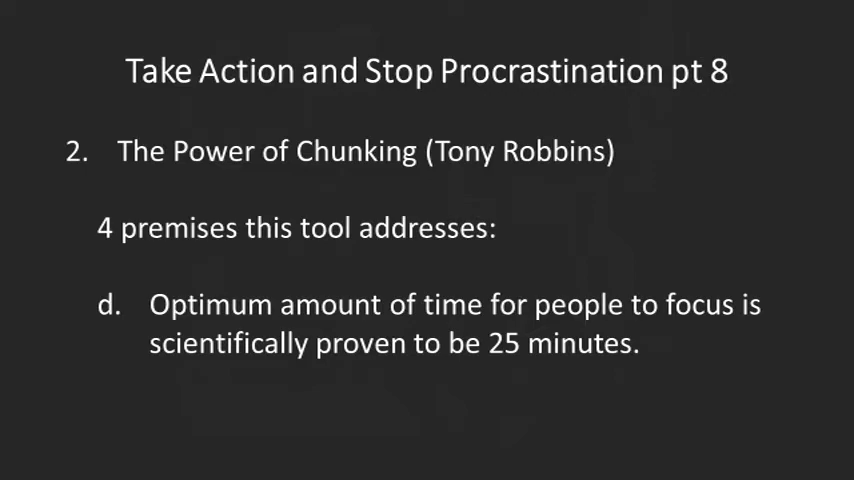 Take Action and Stop Procrastination pt 8
2. The Power of Chunking (Tony Robbins)
4 premises this tool addresses:
d. Optimum amount of time for people to focus is
scientifically proven to be 25 minutes.